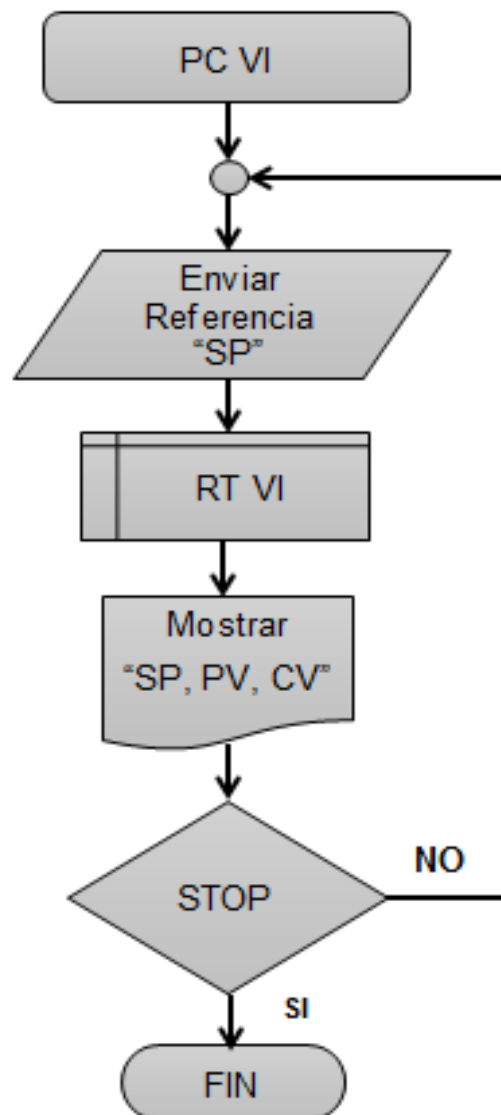 PC VI
Enviar
Referencia
“SP”
RT VI
Mostrar
“SP, PV, CV”
STOP
NO
SI
FIN